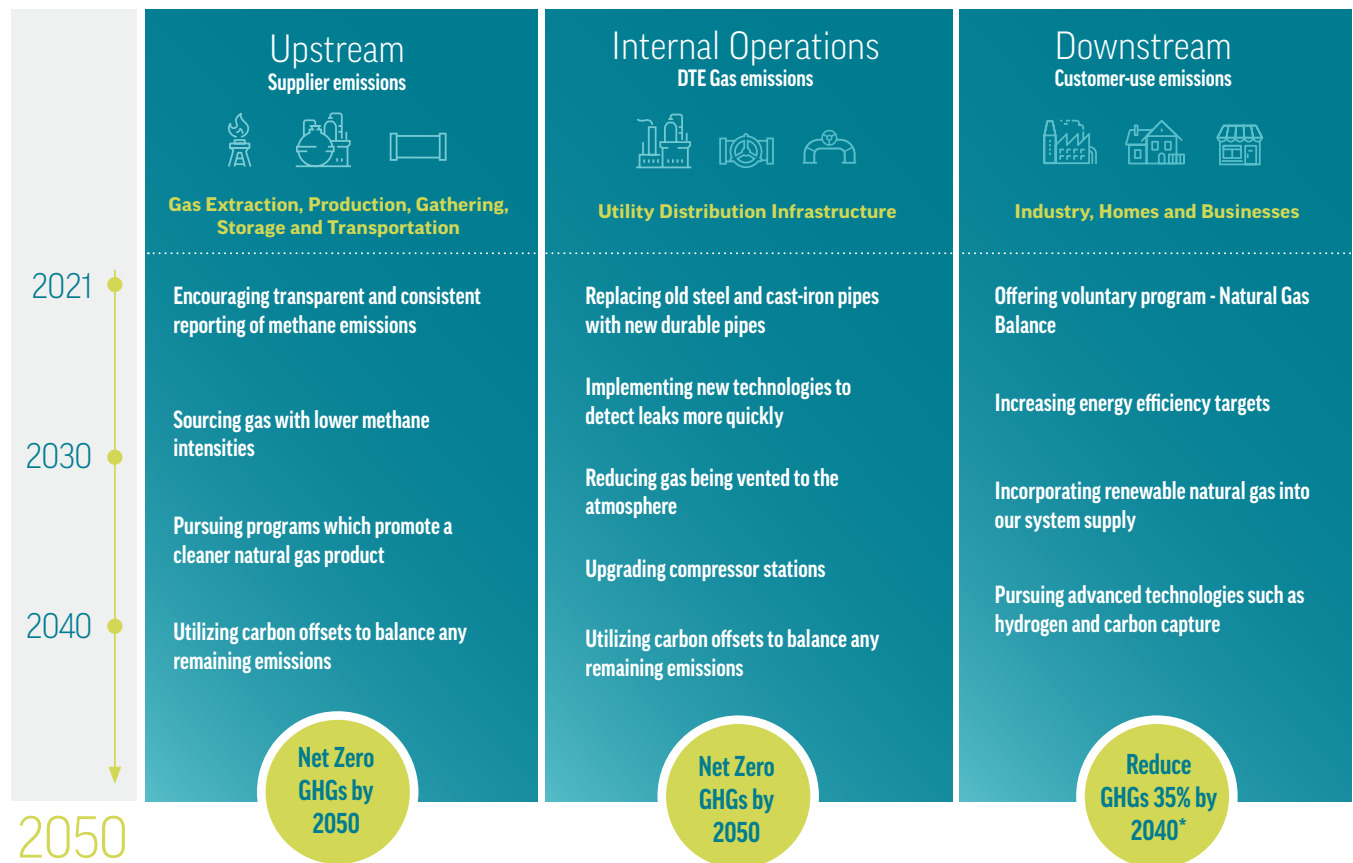 2021
2030
2040
2050
Upstream
Supplier emissions
Gas Extraction, Production, Gathering,
Storage and Transportation
Encouraging transparent and consistent
reporting of methane emissions
Sourcing gas with lower methane
intensities
Pursuing programs which promote a
cleaner natural gas product
Utilizing carbon offsets to balance any
remaining emissions
Net Zero
GHGs by
2050
Internal Operations
DTE Gas emissions
Utility Distribution Infrastructure
Replacing old steel and cast-iron pipes
with new durable pipes
Implementing new technologies to
detect leaks more quickly
Reducing gas being vented to the
atmosphere
Upgrading compressor stations
Utilizing carbon offsets to balance any
remaining emissions
Net Zero
GHGs by
2050
Downstream
Customer-use emissions
Industry, Homes and Businesses
Offering voluntary program - Natural Gas
Balance
Increasing energy efficiency targets
Incorporating renewable natural gas into
our system supply
Pursuing advanced technologies such as
hydrogen and carbon capture
Reduce
GHGs 35% by
2040*